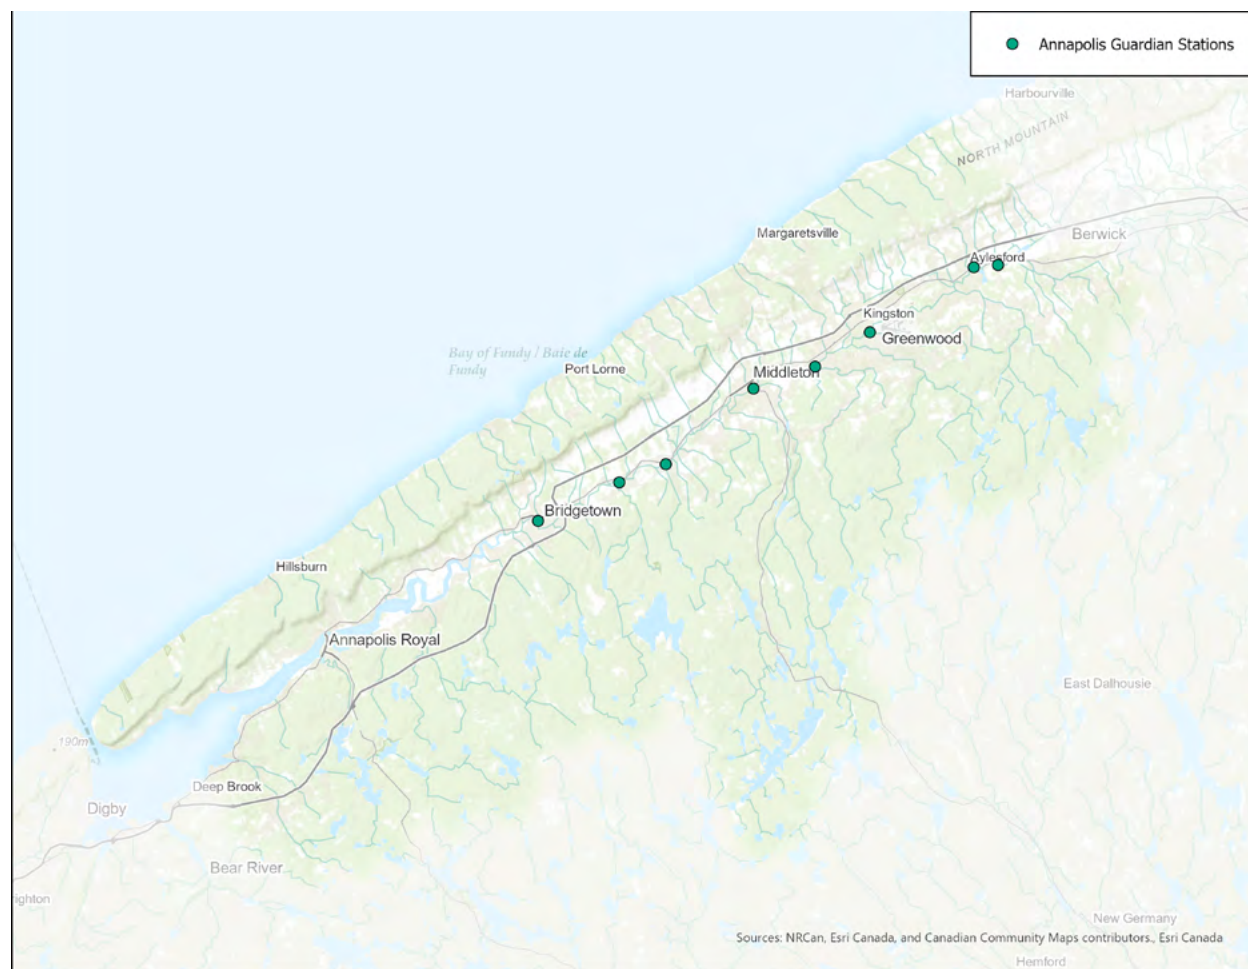 Annapolis Guardian Stations
Harbourville
NORTH MOUNTAIN
Margaretsville
Berwick
Aylesford
Kingston
Greenwood
Bay of Fundy / Baie de
Fundy
Port Lorne
Middleton
Bridgetown
Hillsburn
Annapolis Royal
East Dalhousie
190m
Deep Brook
Digby
Bear River
ighton
New Germany
Sources: NRCan, Esri Canada, and Canadian Community Maps contributors., Esri Canada
Hemford